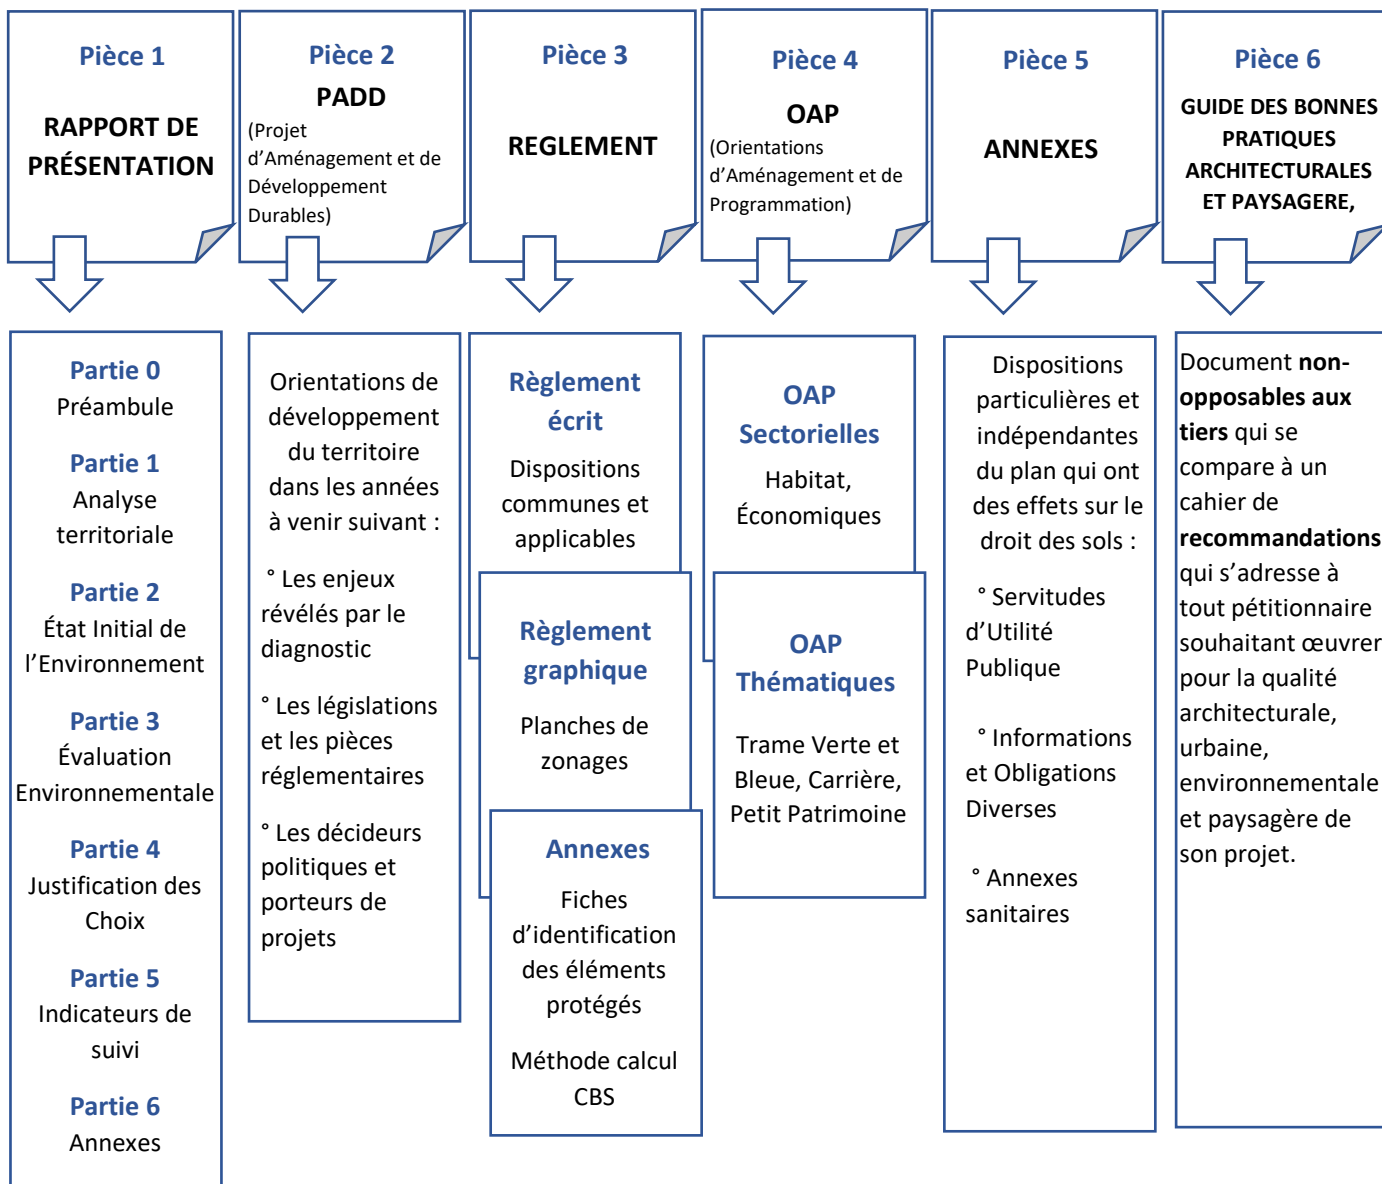 Pièce 1
RAPPORT DE
PRÉSENTATION
Pièce 2
PADD
(Projet
d’Aménagement et de
Développement
Durables)
Pièce 3
REGLEMENT
Pièce 4
OAP
(Orientations
d’Aménagement et de
Programmation)
Pièce 5
ANNEXES
Pièce 6
GUIDE DES BONNES
PRATIQUES
ARCHITECTURALES
ET PAYSAGERE,
Partie 0
Préambule
Partie 1
Analyse
territoriale
Partie 2
État Initial de
l’Environnement
Partie 3
Évaluation
Environnementale
Partie 4
Justification des
Choix
Partie 5
Indicateurs de
suivi
Partie 6
Annexes
Orientations de
développement
du territoire
dans les années
à venir suivant :
° Les enjeux
révélés par le
diagnostic
° Les législations
et les pièces
réglementaires
° Les décideurs
politiques et
porteurs de
projets
Règlement
écrit
Dispositions
communes et
applicables
Règlement
graphique
Planches de
zonages
Annexes
Fiches
d’identification
des éléments
protégés
Méthode calcul
CBS
OAP
Sectorielles
Habitat,
Économiques
OAP
Thématiques
Trame Verte et
Bleue, Carrière,
Petit Patrimoine
Dispositions
particulières et
indépendantes
du plan qui ont
des effets sur le
droit des sols :
° Servitudes
d’Utilité
Publique
° Informations
et Obligations
Diverses
° Annexes
sanitaires
Document non-
opposables aux
tiers qui se
compare à un
cahier de
recommandations
qui s’adresse à
tout pétitionnaire
souhaitant œuvrer
pour la qualité
architecturale,
urbaine,
environnementale
et paysagère de
son projet.